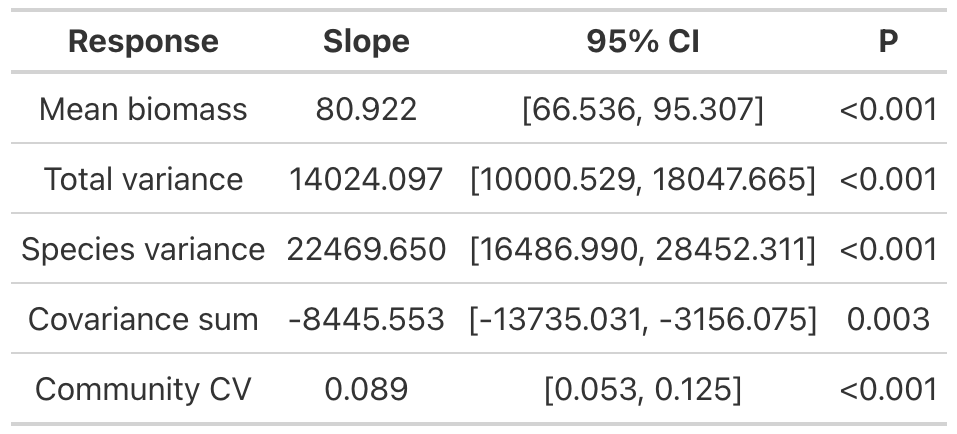 Response Slope 95% CI P
Mean biomass 80.922 [66.536, 95.307] <0.001
Total variance 14024.097 [10000.529, 18047.665] <0.001
Species variance 22469.650 [16486.990, 28452.311] <0.001
Covariance sum -8445.553 [-13735.031, -3156.075] 0.003
Community CV 0.089 [0.053, 0.125] <0.001